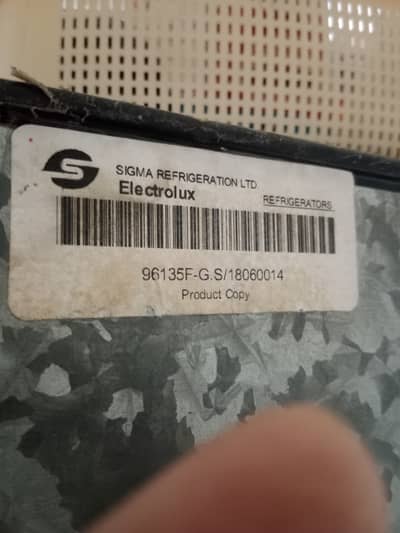 SIGMA REFRIGERATION LTD
Electrolux
REFRIGERATORS
96135F-G.S/18060014
Product Copy